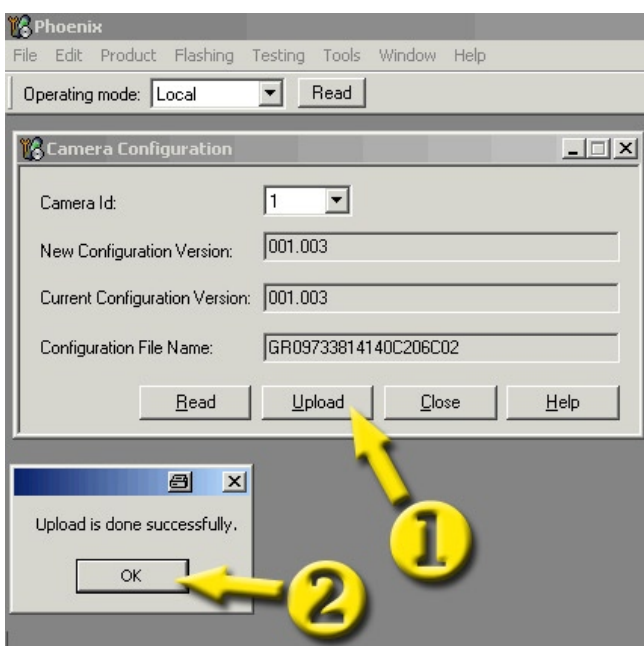 Phoenix
File Edit Product Flashing Testing Tools Window Help
Operating mode: Local Read
Camera Configuration
Camera Id: 1
New Configuration Version: 001.003
Current Configuration Version: 001.003
Configuration File Name: GR09733814140C206C02
Read Upload Close Help
1
Upload is done successfully.
OK
2